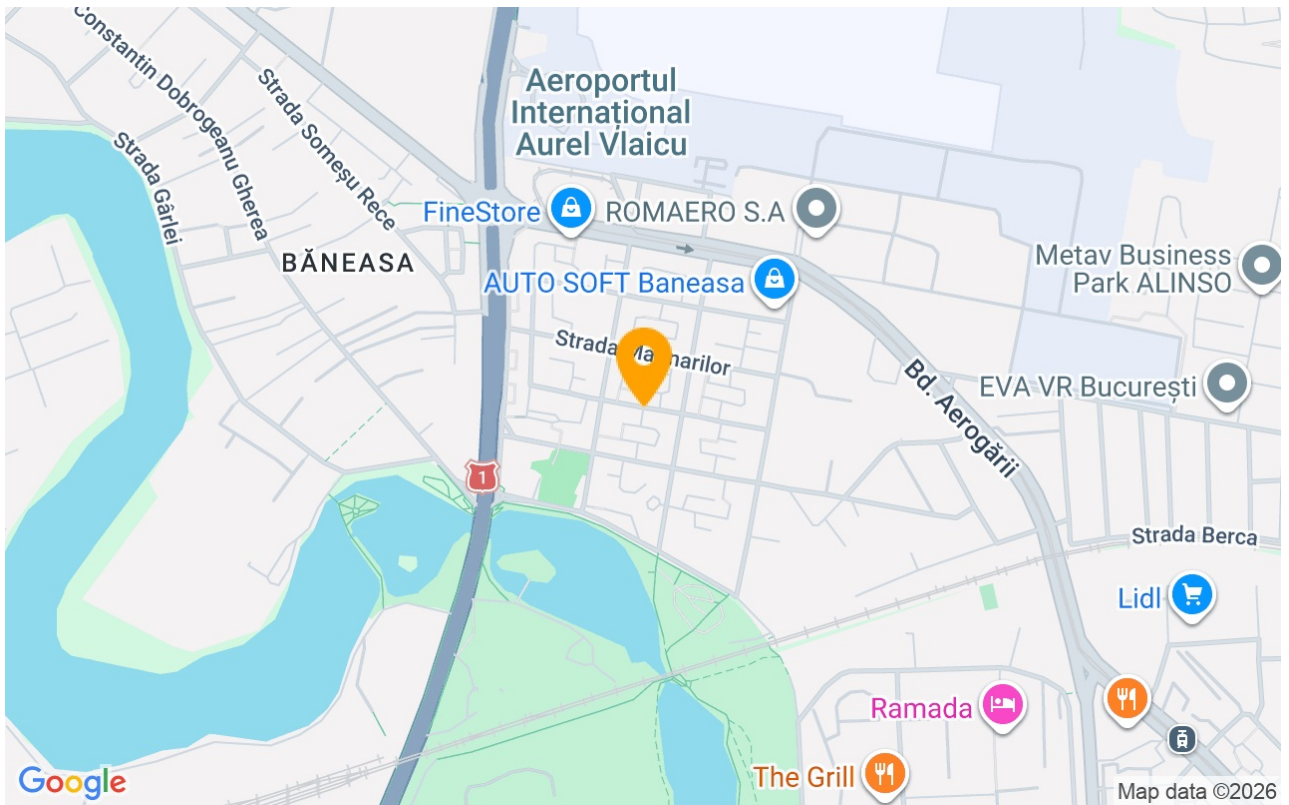 Constantin Dobrogeanu Gherea
Strada Someșu Rece
Strada Gârlei
Aeroportul
Internațional
Aurel Vlaicu
FineStore
ROMAERO S.A
BĂNEASA
AUTO SOFT Baneasa
Metav Business
Park ALINSO
Strada
EVA VR București
Bd. Aerogării
1
Strada Berca
Lidl
Ramada
The Grill
Google
Map data ©2026